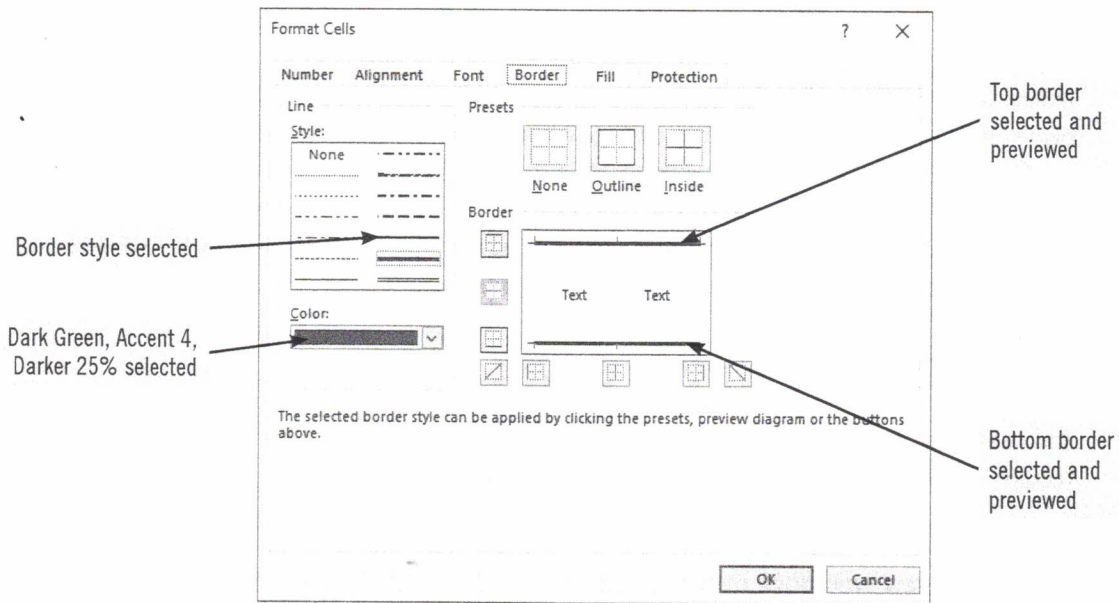 Format Cells ? X
Number Alignment Font Border Fill Protection
Line
Style:
None
Color:
Presets
None Outline Inside
Border
Text Text
The selected border style can be applied by clicking the presets, preview diagram or the buttons
above.
OK Cancel
Border style selected
Dark Green, Accent 4,
Darker 25% selected
Top border
selected and
previewed
Bottom border
selected and
previewed